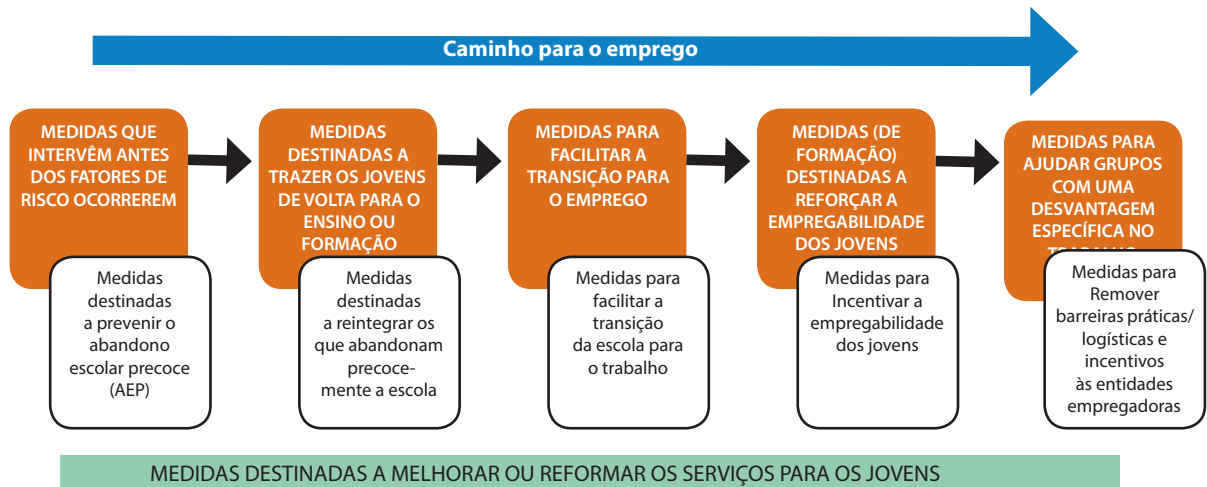 Caminho para o emprego
MEDIDAS QUE
INTERVÊM ANTES
DOS FATORES DE
RISCO OCORREREM
Medidas
destinadas
a prevenir o
abandono
escolar precoce
(AEP)
MEDIDAS
DESTINADAS A
TRAZER OS JOVENS
DE VOLTA PARA O
ENSINO OU
FORMAÇÃO
Medidas
destinadas
a reintegrar os
que abandonam
precoce-
mente a escola
MEDIDAS PARA
FACILITAR A
TRANSIÇÃO PARA
O EMPREGO
Medidas para
facilitar a
transição
da escola para
o trabalho
MEDIDAS (DE
FORMAÇÃO)
DESTINADAS A
REFORÇAR A
EMPREGABILIDADE
DOS JOVENS
Medidas para
Incentivar a
empregabilidade
dos jovens
MEDIDAS PARA
AJUDAR GRUPOS
COM UMA
DESVANTAGEM
ESPECÍFICA NO
TRABALHO
Medidas para
Remover
barreiras práticas/
logísticas e
incentivos
às entidades
empregadoras
MEDIDAS DESTINADAS A MELHORAR OU REFORMAR OS SERVIÇOS PARA OS JOVENS